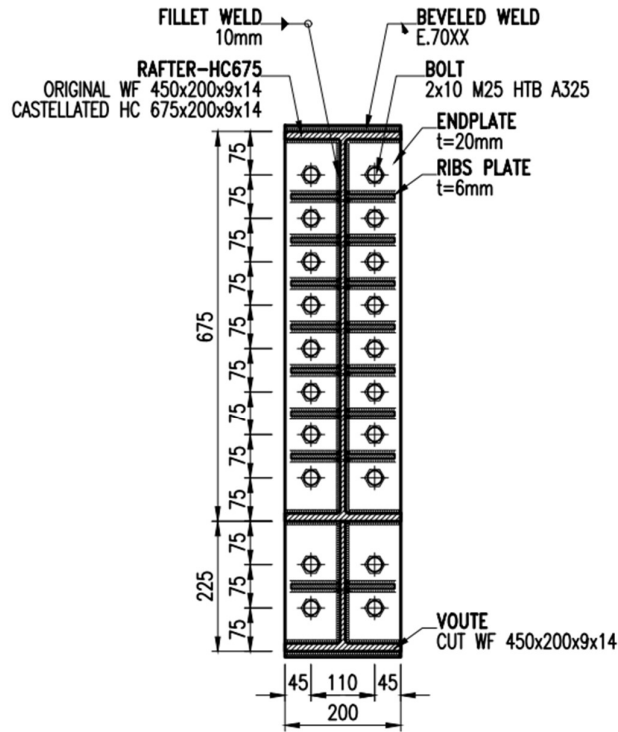 FILLET WELD
10mm
BEVELED WELD
E.70XX
RAFTER-HC675
ORIGINAL WF 450x200x9x14
CASTELLATED HC 675x200x9x14
BOLT
2x10 M25 HTB A325
ENDPLATE
t=20mm
RIBS PLATE
t=6mm
675
75
75
75
75
75
75
75
75
75
225
75
75
75
VOUTE
CUT WF 450x200x9x14
45
110
45
200